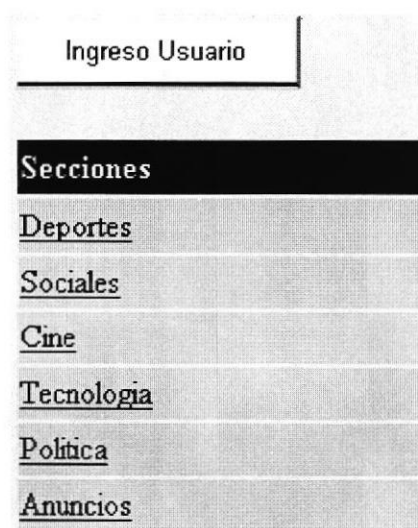 Ingreso Usuario
Secciones
Deportes
Sociales
Cine
Tecnologia
Politica
Anuncios